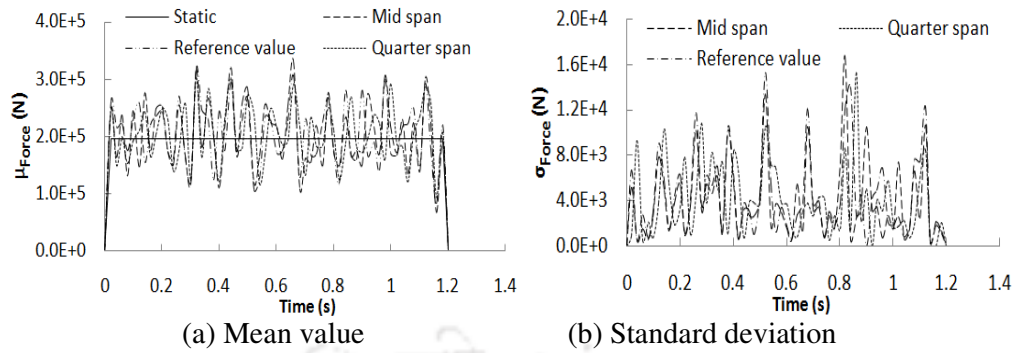 4.0E+5
3.0E+5
2.0E+5
1.0E+5
0.0E+0
μForce (N)
Static
Mid span
Reference value
Quarter span
0 0.2 0.4 0.6 0.8 1 1.2 1.4
Time (s)
(a) Mean value
2.0E+4
1.6E+4
1.2E+4
8.0E+3
4.0E+3
0.0E+0
σForce (N)
Mid span
Quarter span
Reference value
0 0.2 0.4 0.6 0.8 1 1.2 1.4
Time (s)
(b) Standard deviation